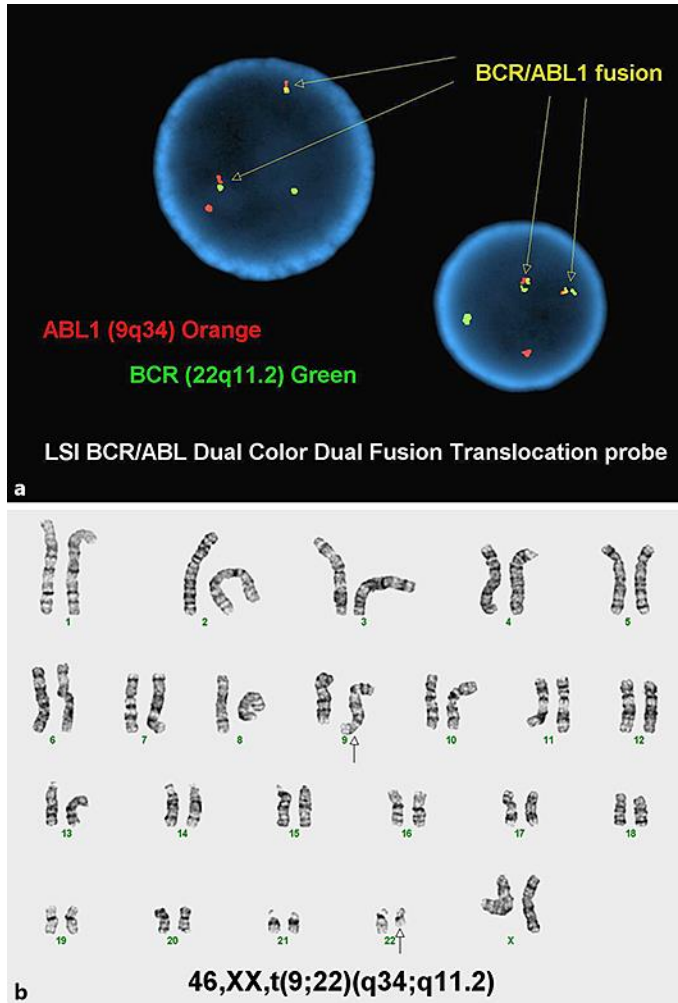 BCR/ABL1 fusion
ABL1 (9q34) Orange
BCR (22q11.2) Green
LSI BCR/ABL Dual Color Dual Fusion Translocation probe
a
1 2 3 4 5
6 7 8 9 10 11 12
13 14 15 16 17 18
19 20 21 22 X
b
46,XX,t(9;22)(q34;q11.2)